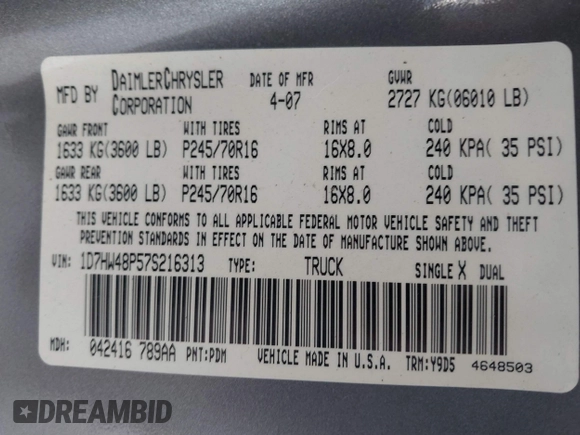 MFD BY DAIMLERCHRYSLER CORPORATION DATE OF MFR 4-07 GVWR 2727 KG(06010 LB)
GAWR FRONT WITH TIRES RIMS AT COLD
1633 KG(3600 LB) P245/70R16 16X8.0 240 KPA( 35 PSI)
GAWR REAR WITH TIRES RIMS AT COLD
1633 KG(3600 LB) P245/70R16 16X8.0 240 KPA( 35 PSI)
THIS VEHICLE CONFORMS TO ALL APPLICABLE FEDERAL MOTOR VEHICLE SAFETY AND THEFT
PREVENTION STANDARDS IN EFFECT ON THE DATE OF MANUFACTURE SHOWN ABOVE.
VIN: 1D7HW48P57S216313 TYPE: TRUCK SINGLE X DUAL
MDH: 042416 789AA PNT:PDM VEHICLE MADE IN U.S.A. TRM:Y9D5 4648503
DREAMBID